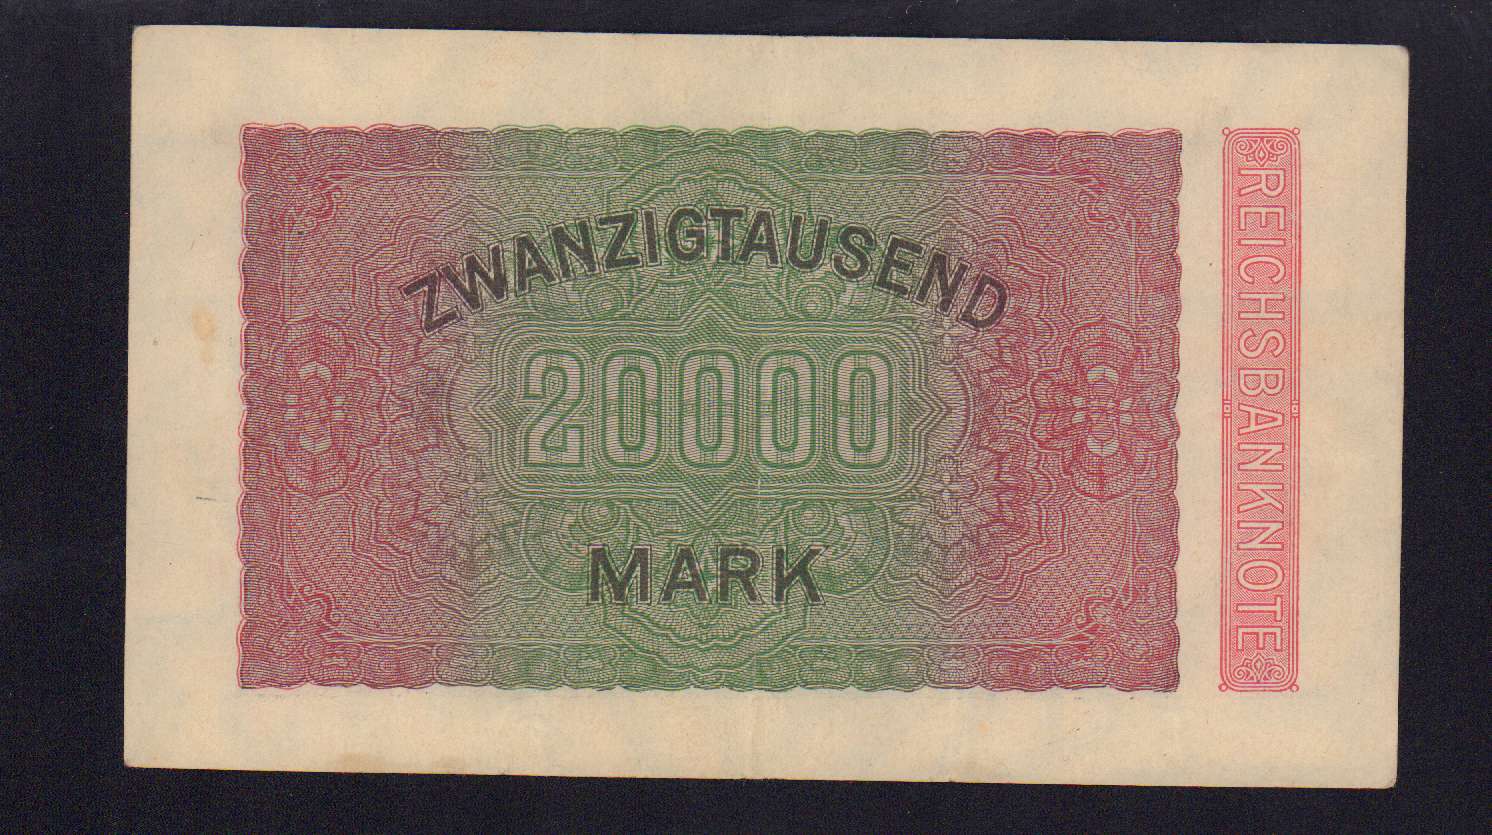 ZWANZIGTAUSEND
20000
MARK
REICHSBANKNOTE